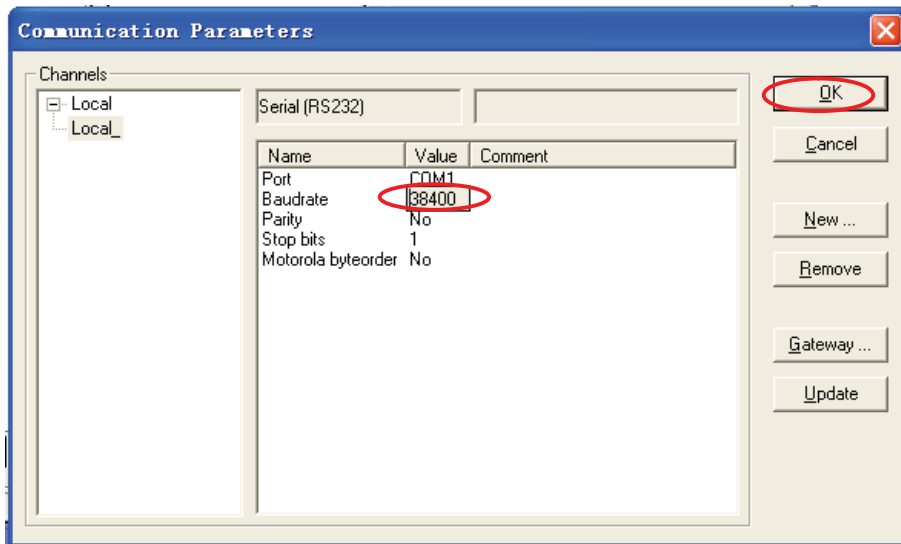 Communication Parameters
Channels
Local
Local_
Serial (RS232)
Name Value Comment
Port COM1
Baudrate 38400
Parity No
Stop bits 1
Motorola byteorder No
OK
Cancel
New ...
Remove
Gateway ...
Update